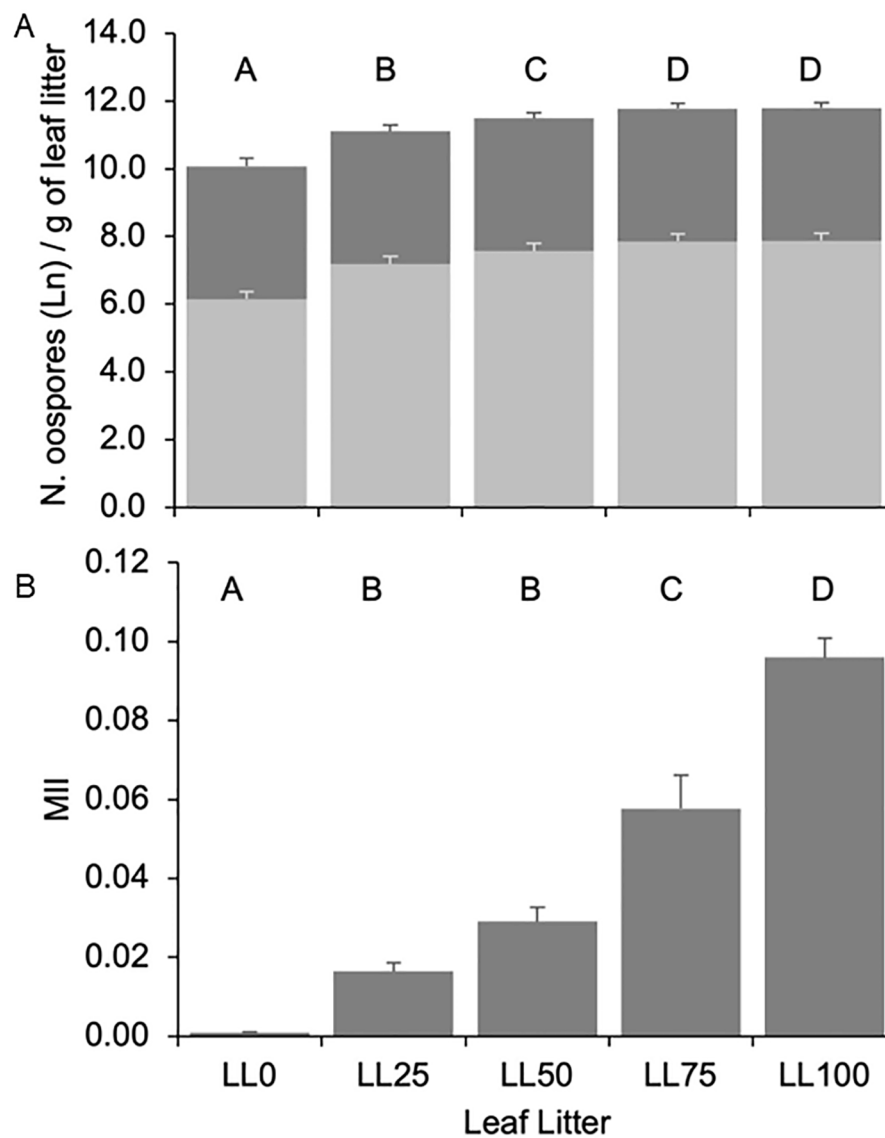 A
N. oospores (Ln) / g of leaf litter
14.0
12.0
10.0
8.0
6.0
4.0
2.0
0.0
A B C D D
B
MII
0.12
0.10
0.08
0.06
0.04
0.02
0.00
A B B C D
LL0 LL25 LL50 LL75 LL100
Leaf Litter